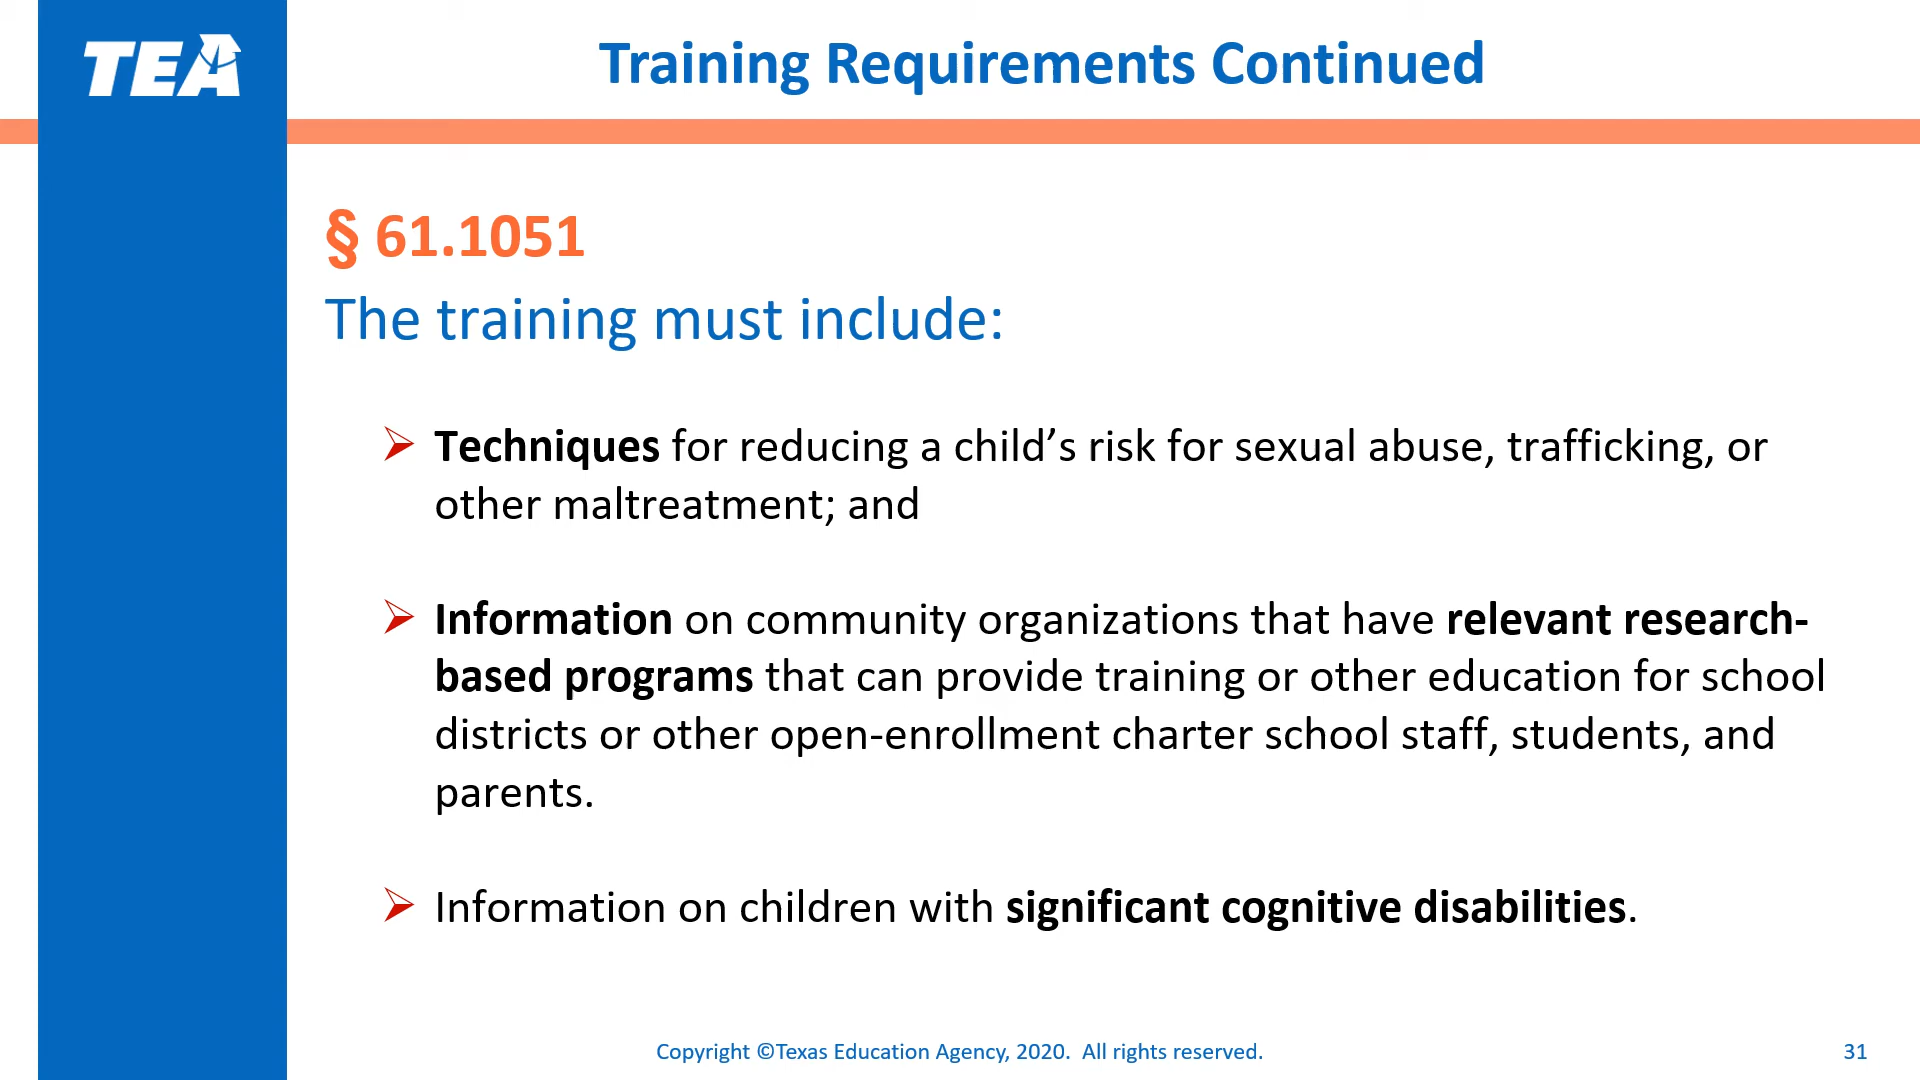 TEA
Training Requirements Continued
§ 61.1051
The training must include:
➢ Techniques for reducing a child’s risk for sexual abuse, trafficking, or
other maltreatment; and
➢ Information on community organizations that have relevant research-
based programs that can provide training or other education for school
districts or other open-enrollment charter school staff, students, and
parents.
➢ Information on children with significant cognitive disabilities.
Copyright ©Texas Education Agency, 2020.  All rights reserved.
31